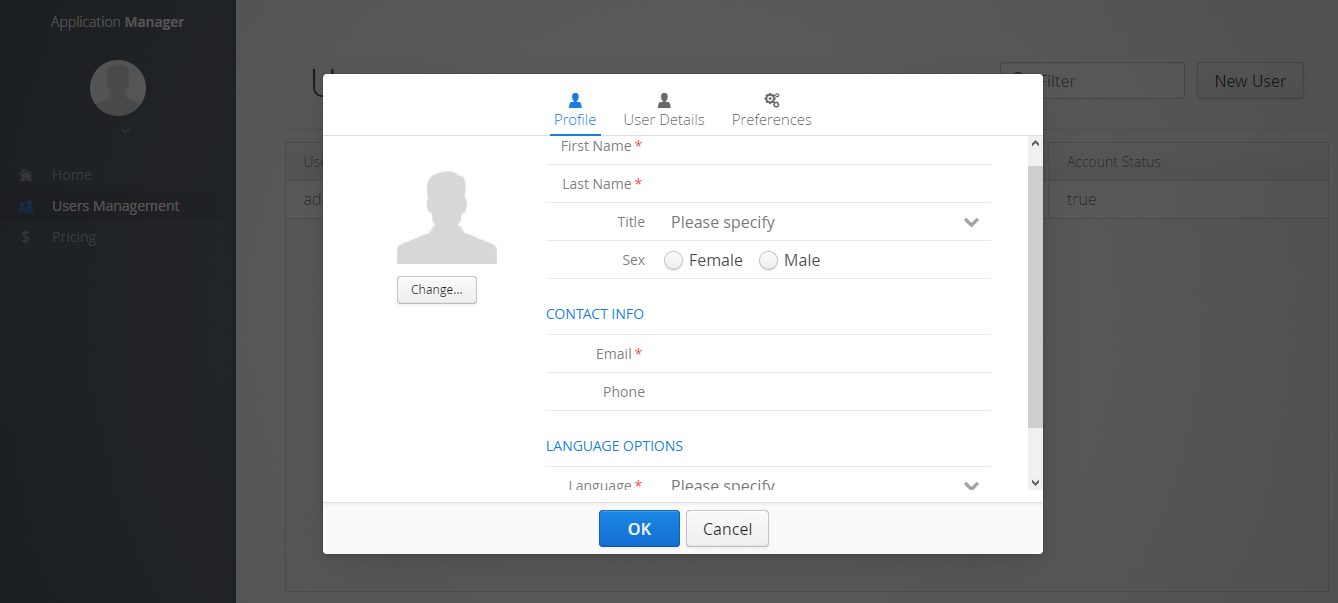 Application Manager
Filter
New User
Profile
User Details
Preferences
Account Status
First Name *
Home
Last Name *
Users Management
true
Title Please specify
$ Pricing
Sex Female Male
Change...
CONTACT INFO
Email *
Phone
LANGUAGE OPTIONS
Language * Please specify
OK
Cancel